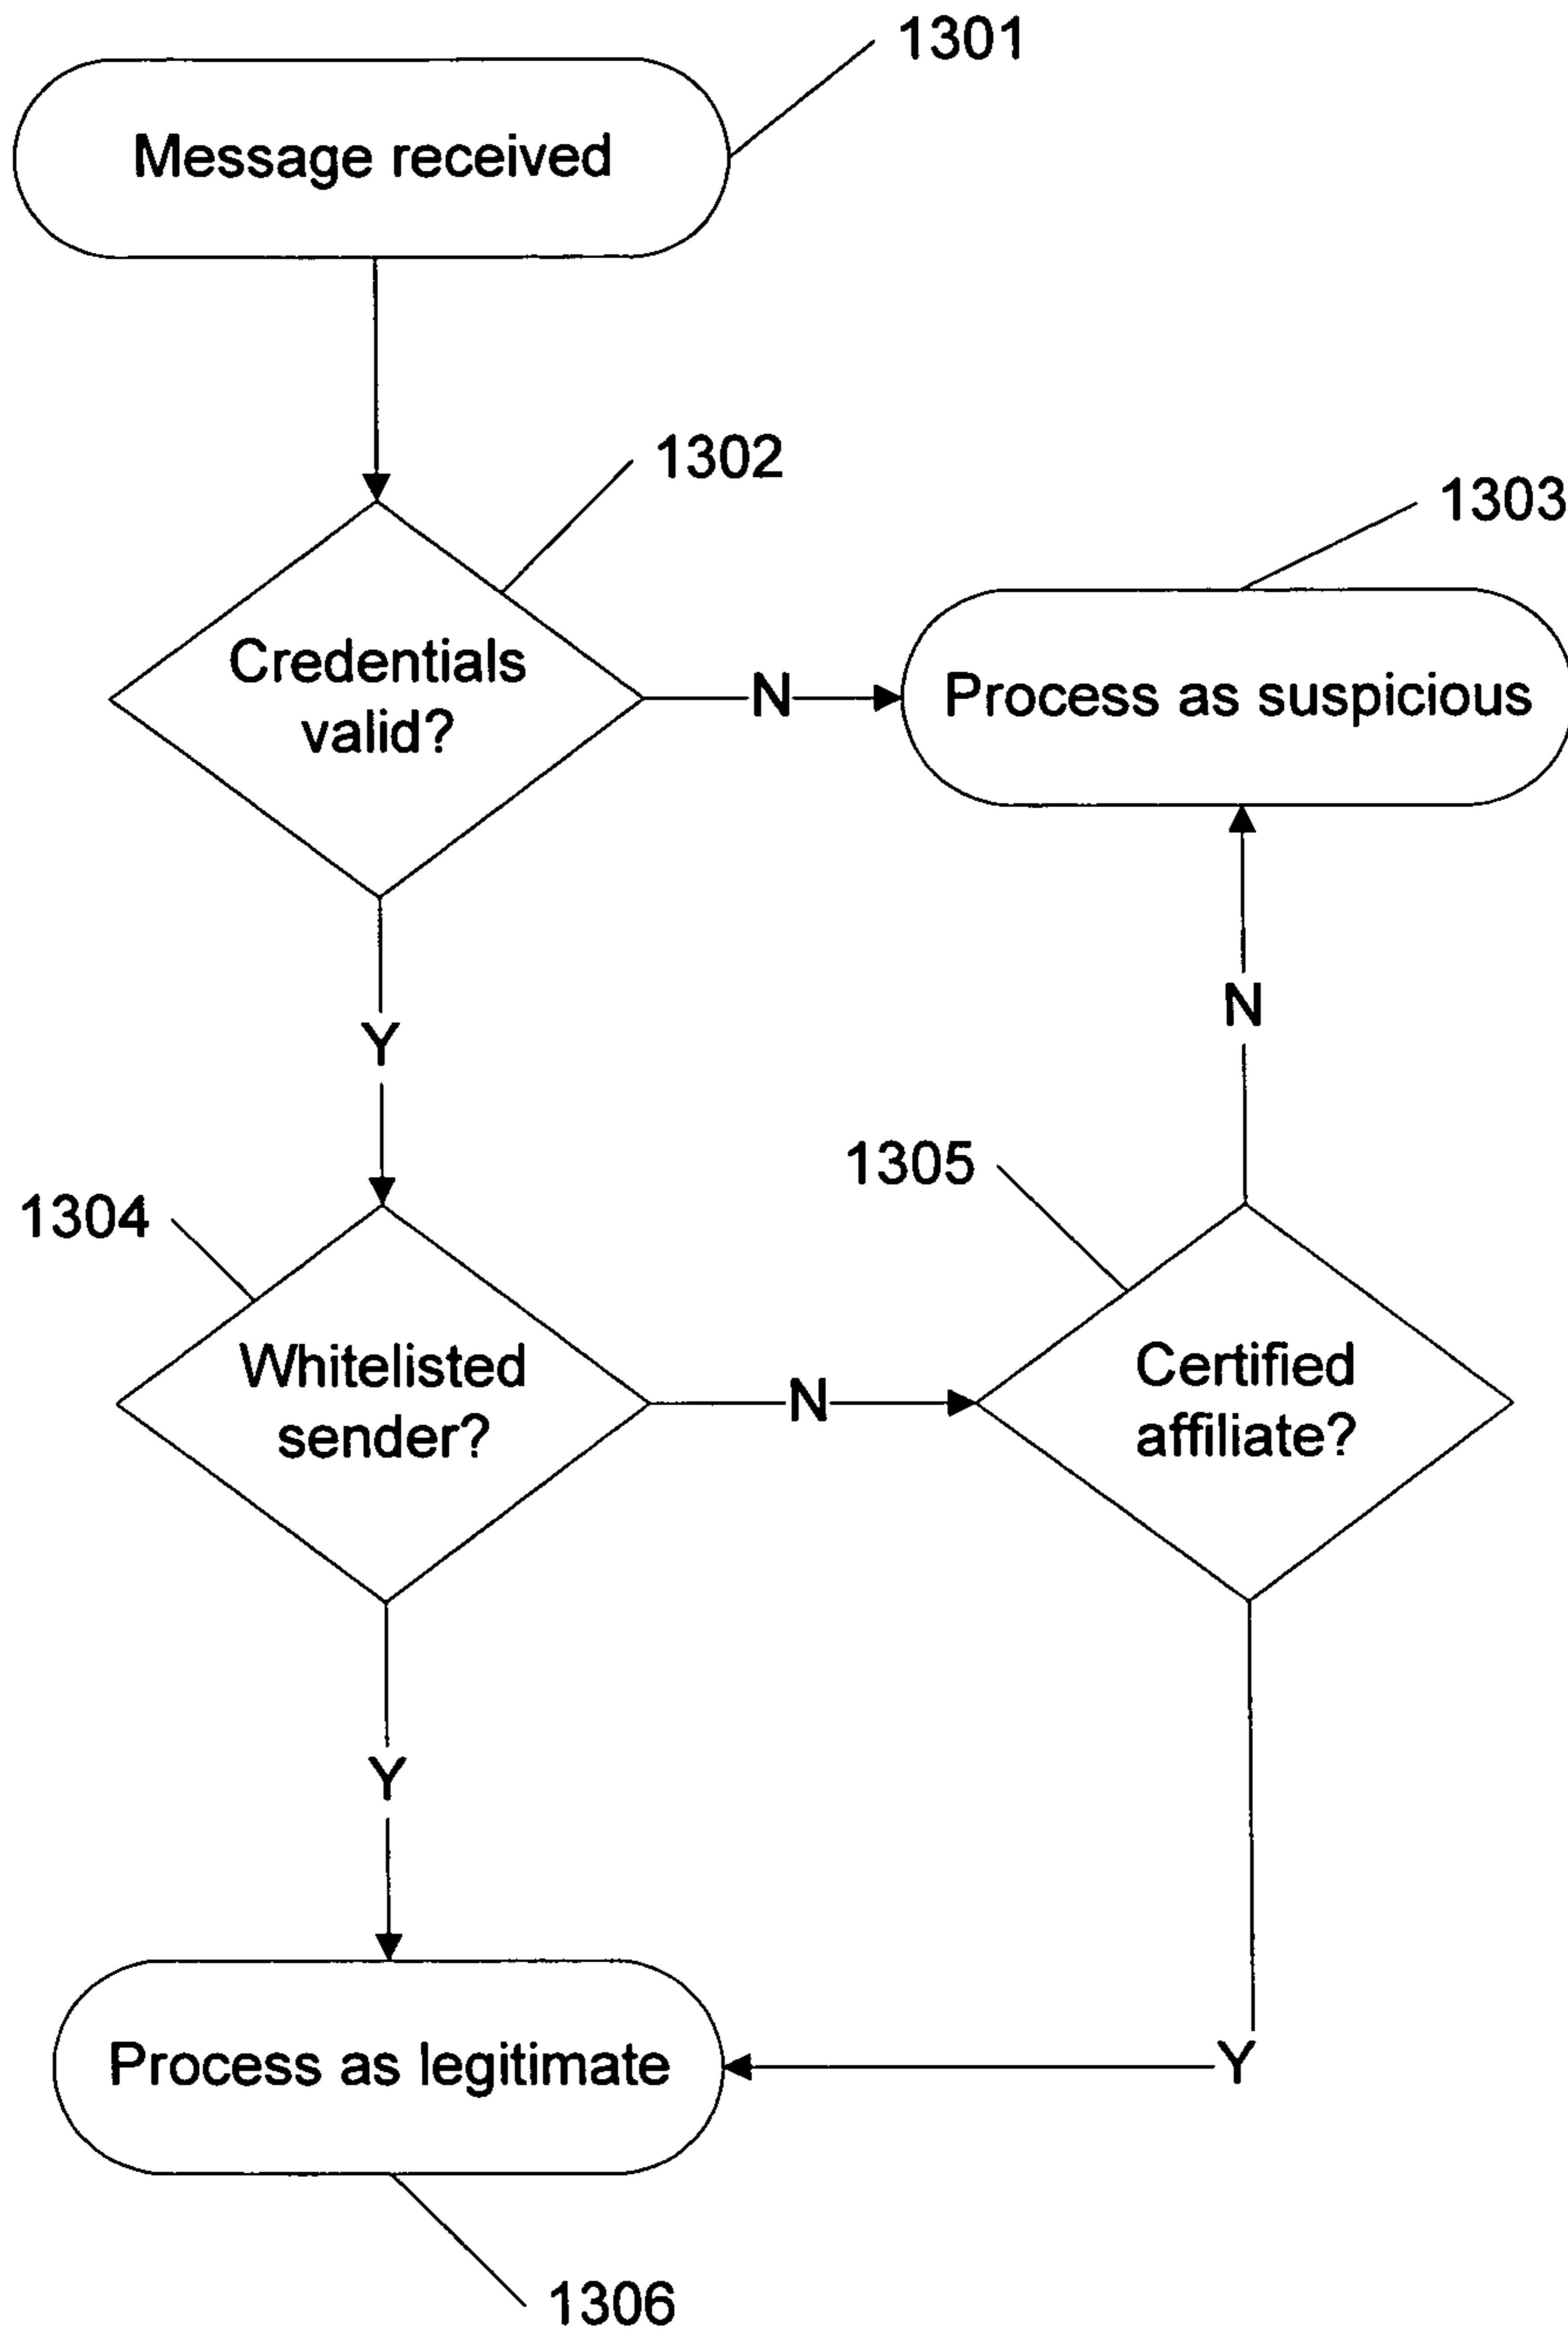 1301
Message received
1302
1303
Credentials
valid?
N
Process as suspicious
Y
N
1304
1305
Whitelisted
sender?
N
Certified
affiliate?
Y
Process as legitimate
Y
1306